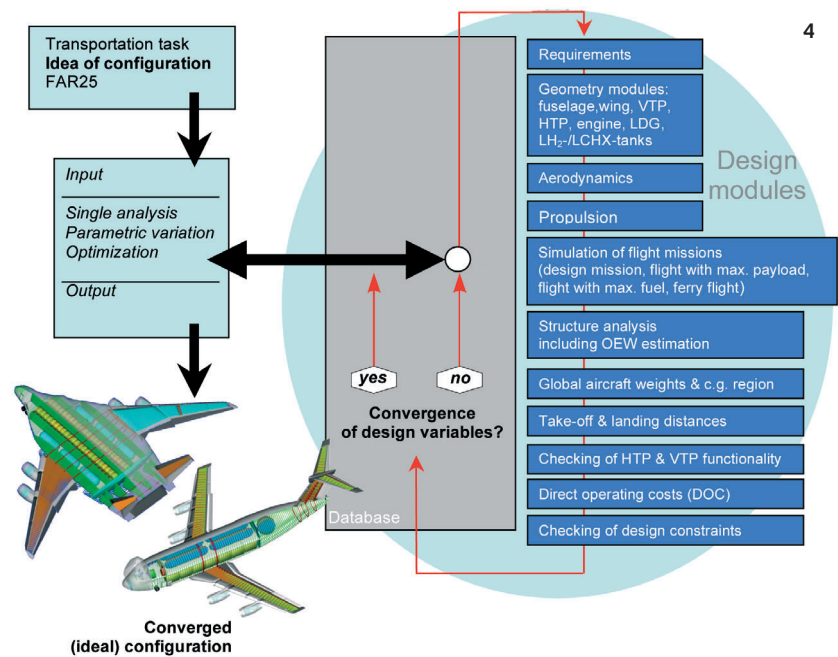 4
Transportation task
Idea of configuration
FAR25
Input
Single analysis
Parametric variation
Optimization
Output
yes
no
Convergence
of design variables?
Database
Converged
(ideal) configuration
Design
modules
Requirements
Geometry modules:
fuselage,wing, VTP,
HTP, engine, LDG,
LH₂-/LCHX-tanks
Aerodynamics
Propulsion
Simulation of flight missions
(design mission, flight with max. payload,
flight with max. fuel, ferry flight)
Structure analysis
including OEW estimation
Global aircraft weights & c.g. region
Take-off & landing distances
Checking of HTP & VTP functionality
Direct operating costs (DOC)
Checking of design constraints